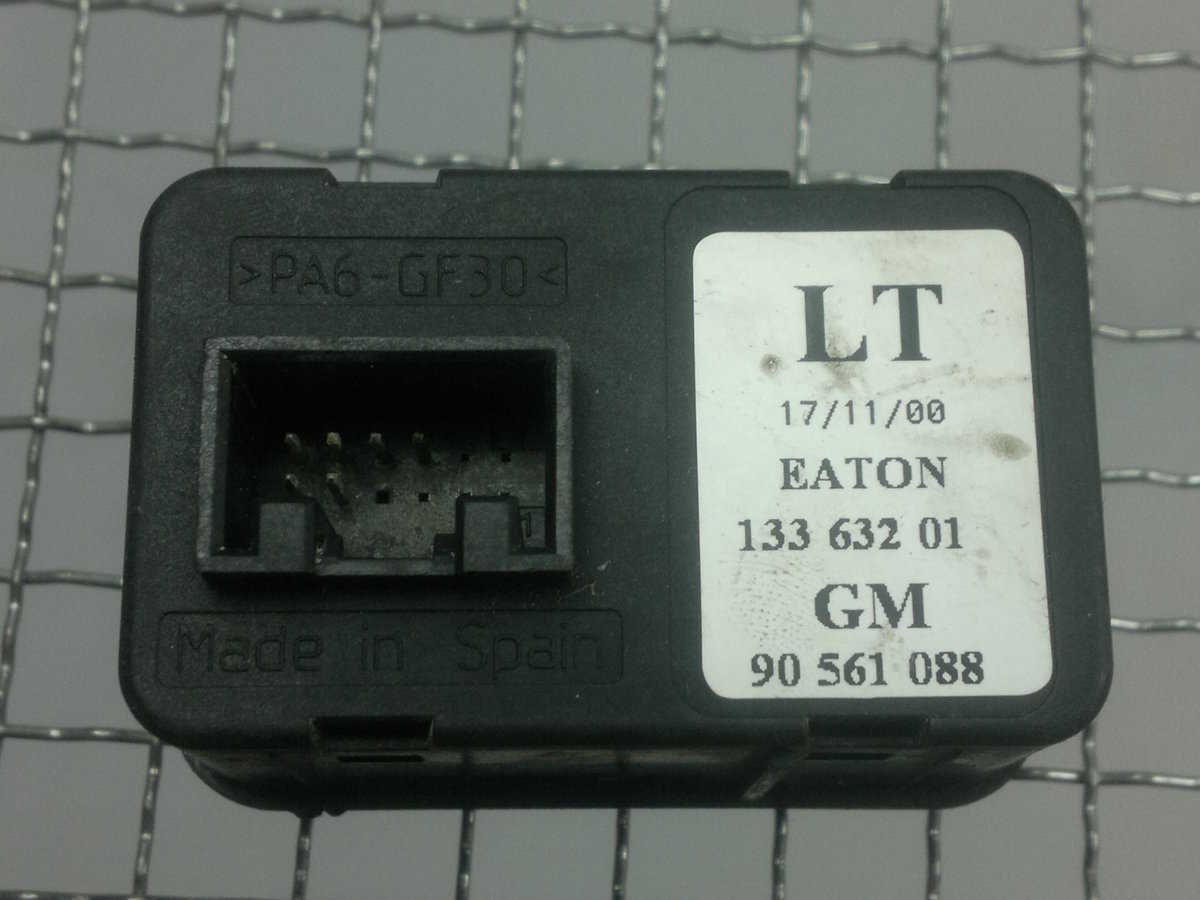 >PA6-GF30<
1
Made in Spain
LT
17/11/00
EATON
133 632 01
GM
90 561 088